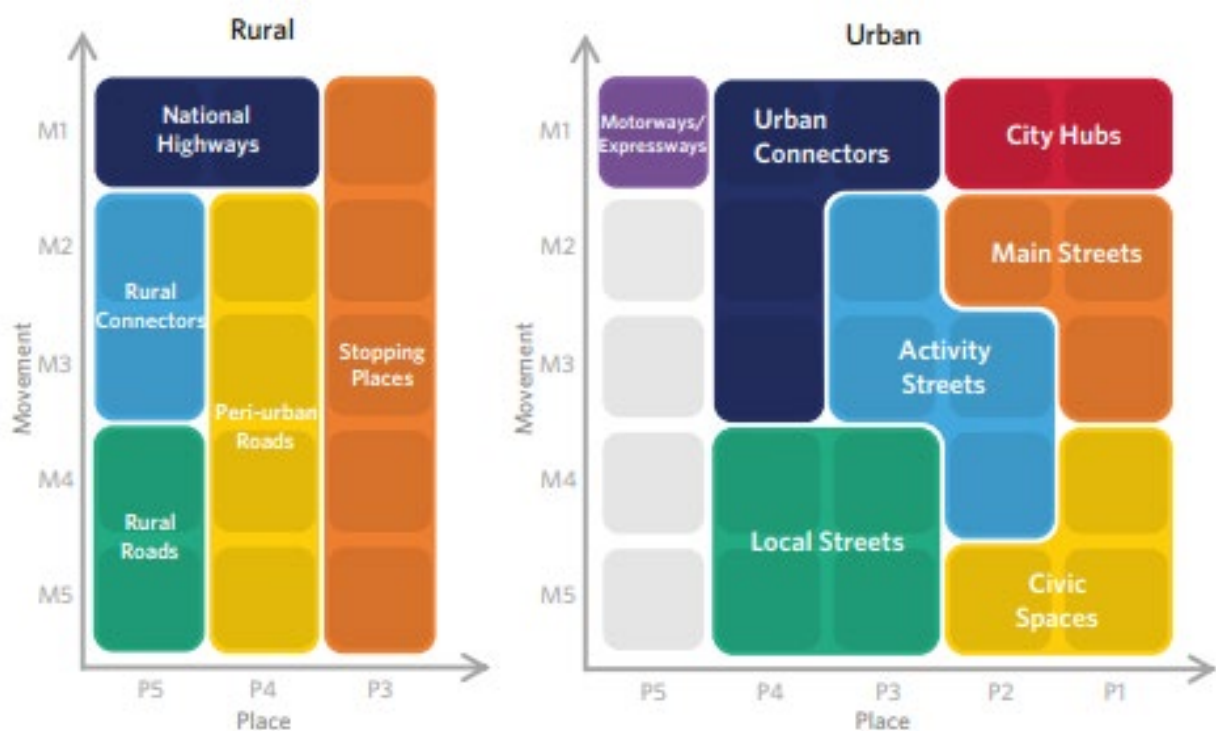 Rural
M1
M2
M3
M4
M5
Movement
National
Highways
Rural
Connectors
Peri-urban
Roads
Stopping
Places
Rural
Roads
P5 P4 P3
Place
Urban
M1
M2
M3
M4
M5
Movement
Motorways/
Expressways
Urban
Connectors
City Hubs
Main Streets
Activity
Streets
Local Streets
Civic
Spaces
P5 P4 P3 P2 P1
Place